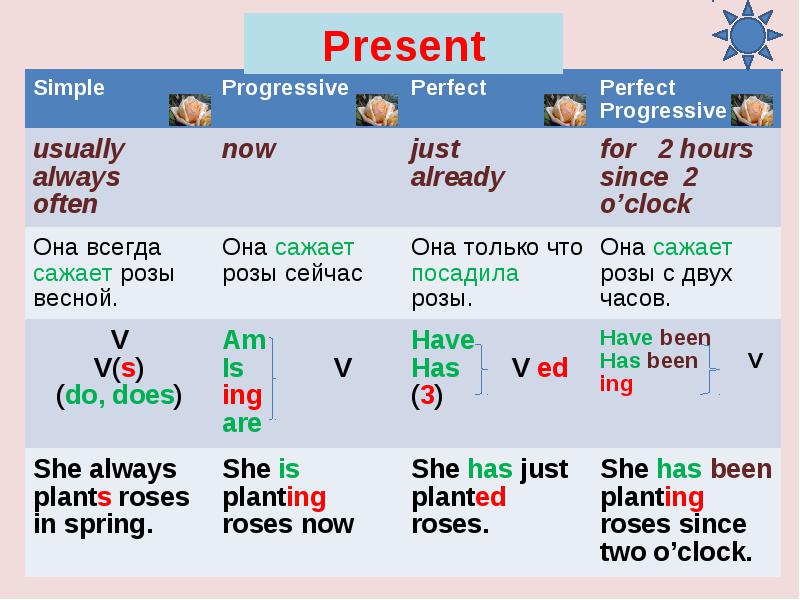 Present
Simple
Progressive
Perfect
Perfect
Progressive
usually
always
often
now
just
already
for 2 hours
since 2
o’clock
Она всегда
сажает розы
весной.
Она сажает
розы сейчас
Она только что
посадила
розы.
Она сажает
розы с двух
часов.
V
V(s)
(do, does)
Am
Is V
ing
are
Have
Has V ed
(3)
Have been
Has been V
ing
She always
plants roses
in spring.
She is
planting
roses now
She has just
planted
roses.
She has been
planting
roses since
two o’clock.